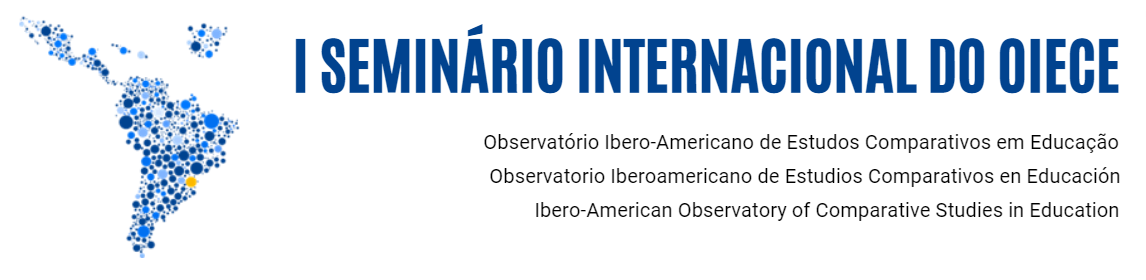 I SEMINÁRIO INTERNACIONAL DO OIECE
Observatório Ibero-Americano de Estudos Comparativos em Educação
Observatorio Iberoamericano de Estudios Comparativos en Educación
Ibero-American Observatory of Comparative Studies in Education